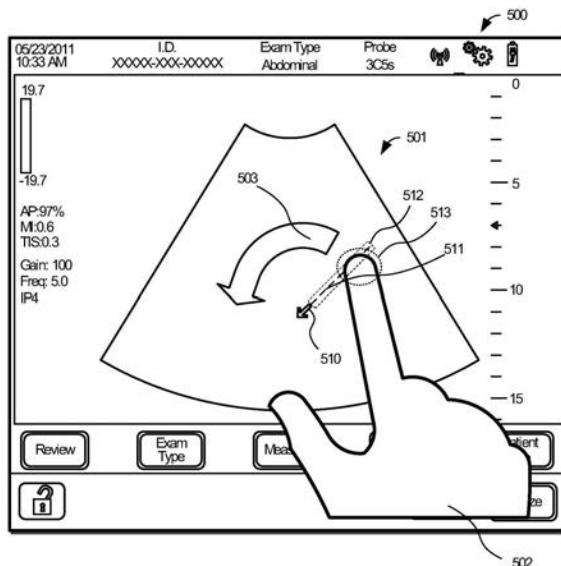 500
05/23/2011 I.D. Exam Type Probe
10:33 AM XXXXX-XXX-XXXXX Abdominal 3C5s
19.7
0
501
503
512
513
511
5
-19.7
AP:97%
MI:0.6
TIS:0.3
Gain: 100
Freq: 5.0
IP4
10
510
15
Review
Exam
Type
502